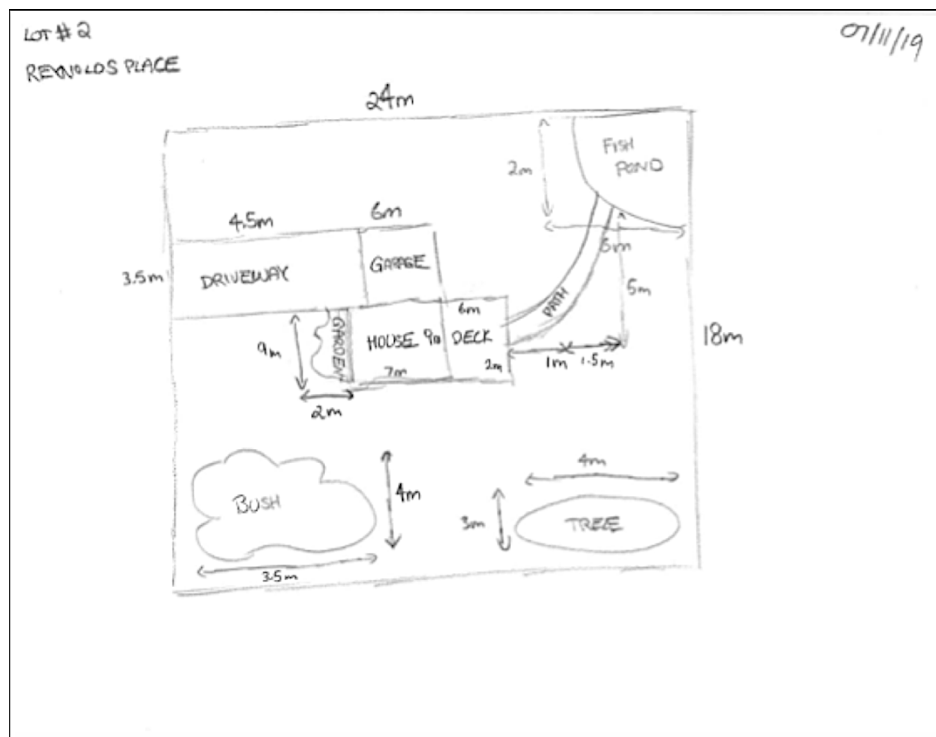 LOT # 2
07/11/19
REYNOLDS PLACE
24m
FISH
POND
2m
4.5m
6m
5m
3.5m
DRIVEWAY
GARAGE
PATH
5m
6m
GARDEN
HOUSE
DECK
18m
9m
7m
2m
1m
1.5m
2m
4m
BUSH
4m
3m
TREE
3.5m